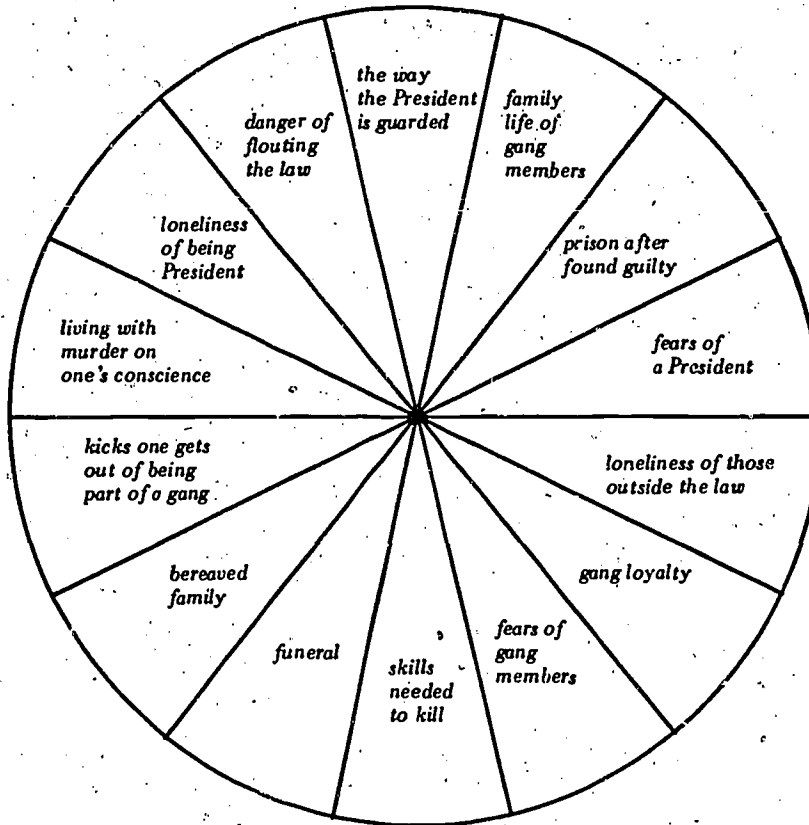 the way
the President
is guarded
family
life of
gang
members
prison after
found guilty
fears of
a President
loneliness of those
outside the law
gang loyalty
fears of
gang
members
skills
needed
to kill
funeral
bereaved
family
kicks one gets
out of being
part of a gang
living with
murder on
one's conscience
loneliness
of being
President
danger of
flouting
the law